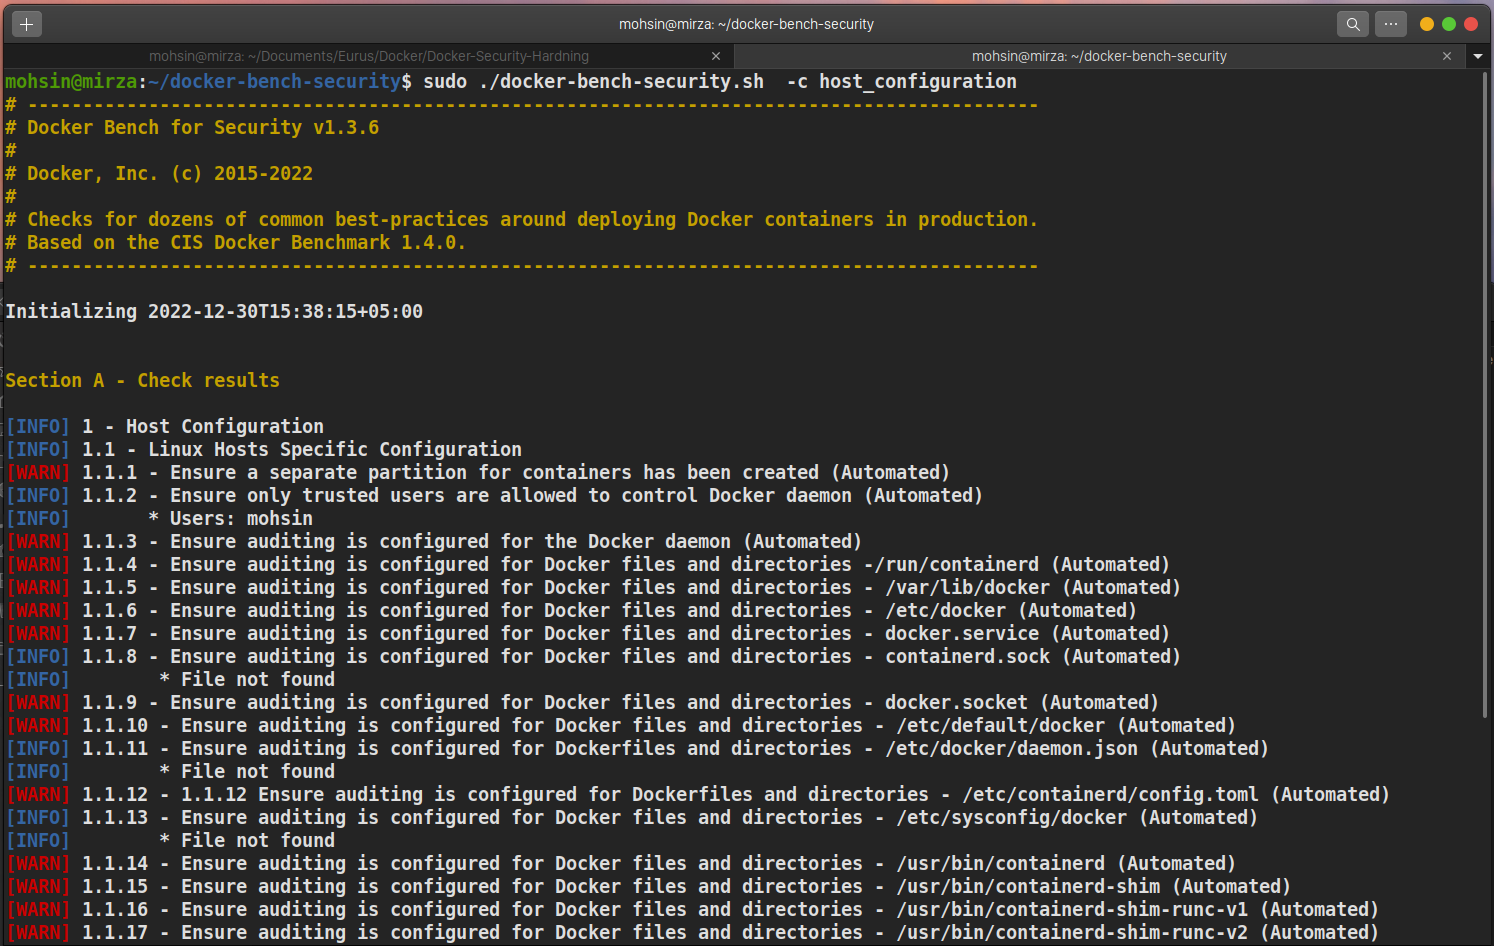 mohsin@mirza: ~/docker-bench-security
mohsin@mirza: ~/Documents/Eurus/Docker/Docker-Security-Hardning
mohsin@mirza: ~/docker-bench-security
mohsin@mirza:~/docker-bench-security$ sudo ./docker-bench-security.sh  -c host_configuration
# --------------------------------------------------------------------------------------------
# Docker Bench for Security v1.3.6
#
# Docker, Inc. (c) 2015-2022
#
# Checks for dozens of common best-practices around deploying Docker containers in production.
# Based on the CIS Docker Benchmark 1.4.0.
# --------------------------------------------------------------------------------------------
Initializing 2022-12-30T15:38:15+05:00
Section A - Check results
[INFO] 1 - Host Configuration
[INFO] 1.1 - Linux Hosts Specific Configuration
[WARN] 1.1.1 - Ensure a separate partition for containers has been created (Automated)
[INFO] 1.1.2 - Ensure only trusted users are allowed to control Docker daemon (Automated)
[INFO]       * Users: mohsin
[WARN] 1.1.3 - Ensure auditing is configured for the Docker daemon (Automated)
[WARN] 1.1.4 - Ensure auditing is configured for Docker files and directories -/run/containerd (Automated)
[WARN] 1.1.5 - Ensure auditing is configured for Docker files and directories - /var/lib/docker (Automated)
[WARN] 1.1.6 - Ensure auditing is configured for Docker files and directories - /etc/docker (Automated)
[WARN] 1.1.7 - Ensure auditing is configured for Docker files and directories - docker.service (Automated)
[INFO] 1.1.8 - Ensure auditing is configured for Docker files and directories - containerd.sock (Automated)
[INFO]        * File not found
[WARN] 1.1.9 - Ensure auditing is configured for Docker files and directories - docker.socket (Automated)
[WARN] 1.1.10 - Ensure auditing is configured for Docker files and directories - /etc/default/docker (Automated)
[INFO] 1.1.11 - Ensure auditing is configured for Dockerfiles and directories - /etc/docker/daemon.json (Automated)
[INFO]        * File not found
[WARN] 1.1.12 - 1.1.12 Ensure auditing is configured for Dockerfiles and directories - /etc/containerd/config.toml (Automated)
[INFO] 1.1.13 - Ensure auditing is configured for Docker files and directories - /etc/sysconfig/docker (Automated)
[INFO]        * File not found
[WARN] 1.1.14 - Ensure auditing is configured for Docker files and directories - /usr/bin/containerd (Automated)
[WARN] 1.1.15 - Ensure auditing is configured for Docker files and directories - /usr/bin/containerd-shim (Automated)
[WARN] 1.1.16 - Ensure auditing is configured for Docker files and directories - /usr/bin/containerd-shim-runc-v1 (Automated)
[WARN] 1.1.17 - Ensure auditing is configured for Docker files and directories - /usr/bin/containerd-shim-runc-v2 (Automated)